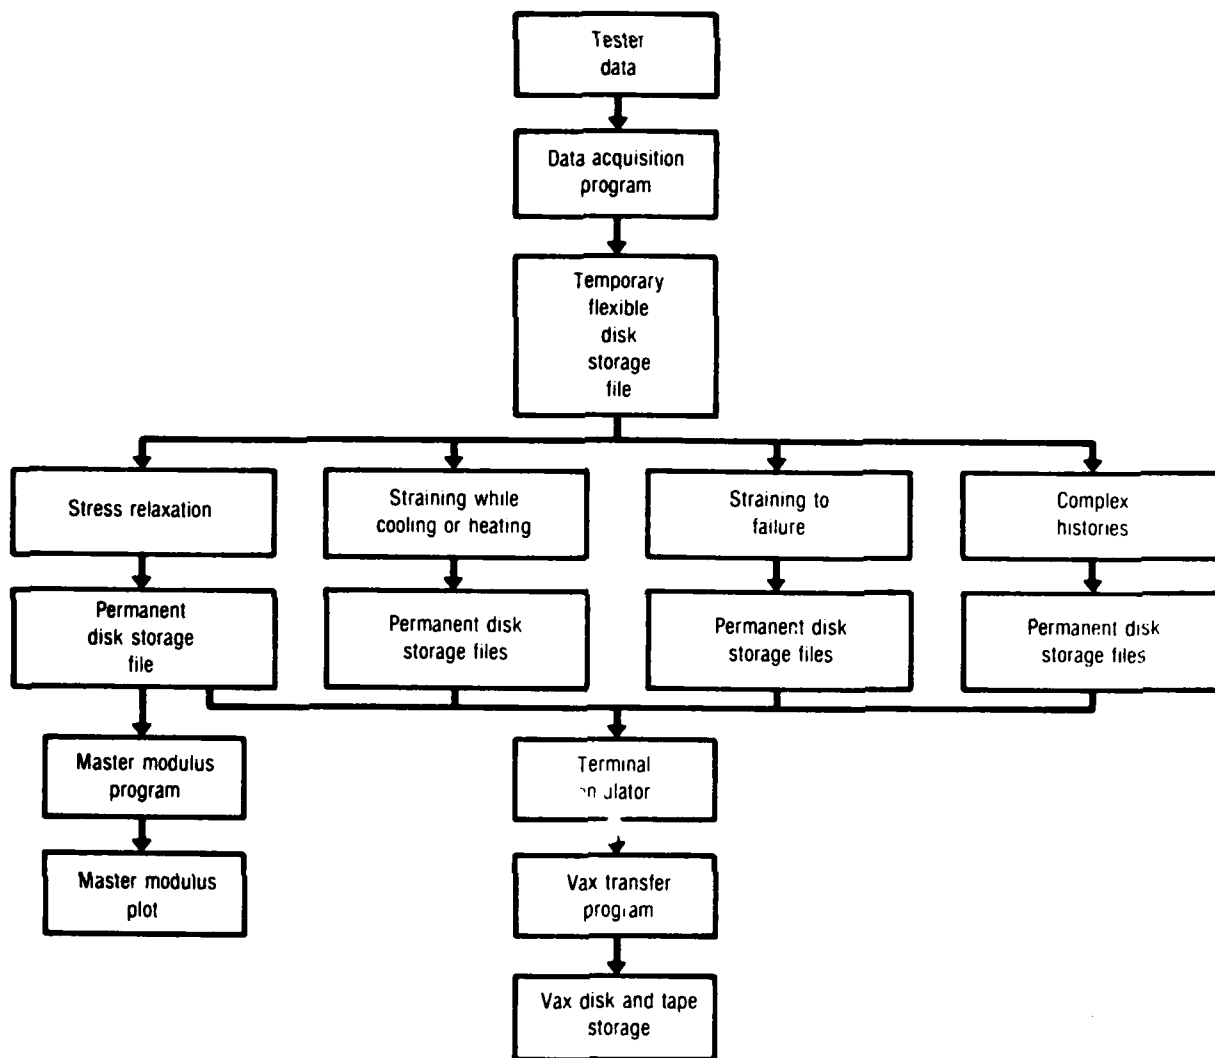 Tester
data
Data acquisition
program
Temporary
flexible
disk
storage
file
Stress relaxation
Straining while
cooling or heating
Straining to
failure
Complex
histories
Permanent
disk storage
file
Permanent disk
storage files
Permanent disk
storage files
Permanent disk
storage files
Master modulus
program
Terminal
emulator
Master modulus
plot
Vax transfer
program
Vax disk and tape
storage